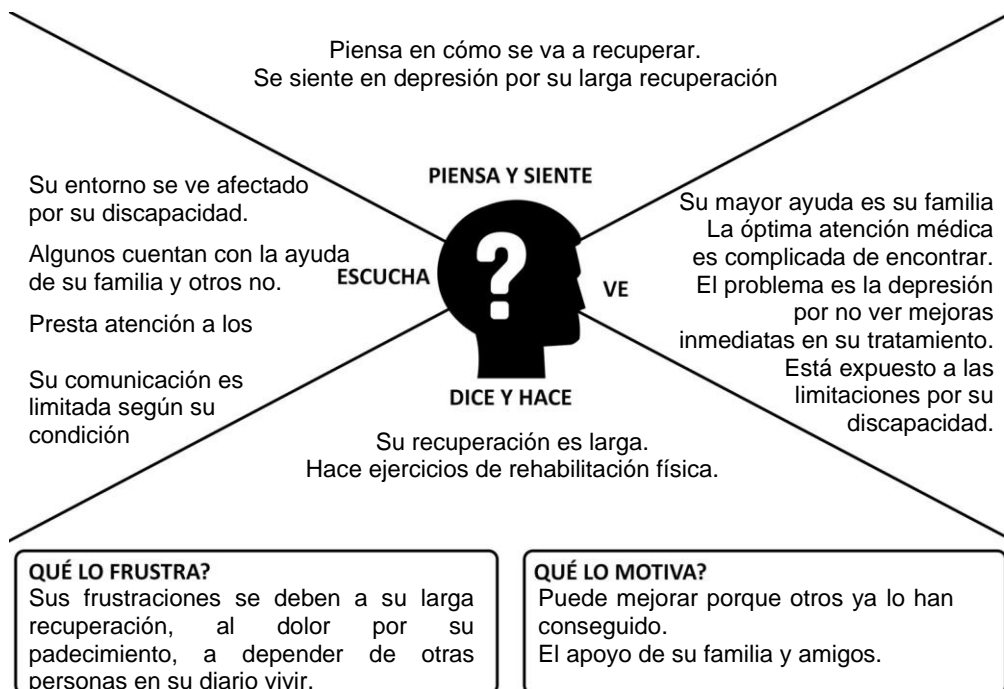 Piensa en cómo se va a recuperar.
Se siente en depresión por su larga recuperación
PIENSA Y SIENTE
Su entorno se ve afectado
por su discapacidad.
Algunos cuentan con la ayuda
de su familia y otros no.
Presta atención a los
Su comunicación es
limitada según su
condición
ESCUCHA
?
VE
Su mayor ayuda es su familia
La óptima atención médica
es complicada de encontrar.
El problema es la depresión
por no ver mejoras
inmediatas en su tratamiento.
Está expuesto a las
limitaciones por su
discapacidad.
DICE Y HACE
Su recuperación es larga.
Hace ejercicios de rehabilitación física.
QUÉ LO FRUSTRA?
Sus frustraciones se deben a su larga
recuperación, al dolor por su
padecimiento, a depender de otras
personas en su diario vivir.
QUÉ LO MOTIVA?
Puede mejorar porque otros ya lo han
conseguido.
El apoyo de su familia y amigos.